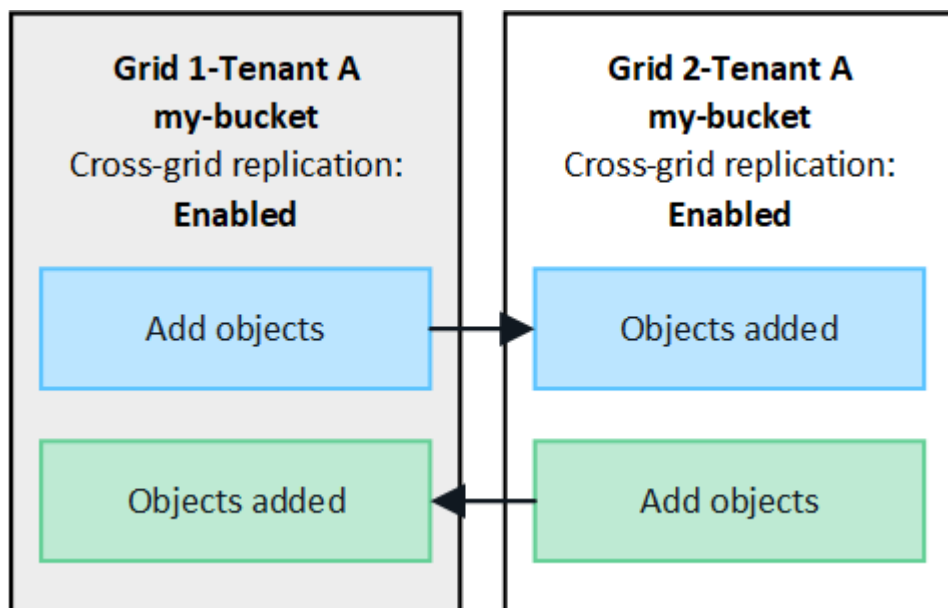 Grid 1-Tenant A
my-bucket
Cross-grid replication:
Enabled
Add objects
Objects added
Grid 2-Tenant A
my-bucket
Cross-grid replication:
Enabled
Objects added
Add objects